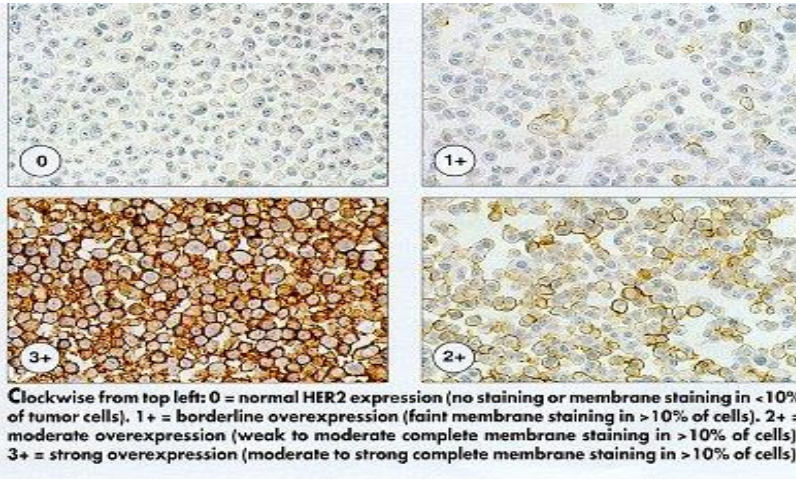 0
1+
3+
2+
Clockwise from top left: 0 = normal HER2 expression (no staining or membrane staining in <10%
of tumor cells). 1+ = borderline overexpression (faint membrane staining in >10% of cells). 2+ =
moderate overexpression (weak to moderate complete membrane staining in >10% of cells)
3+ = strong overexpression (moderate to strong complete membrane staining in >10% of cells)